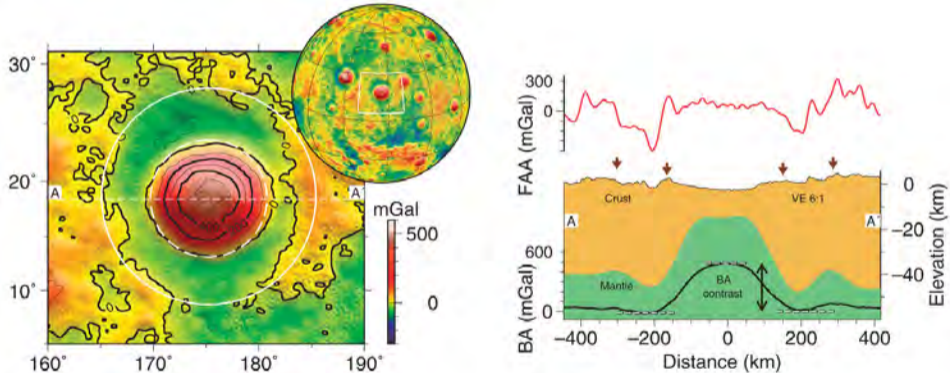 30°
20°
10°
160°
170°
180°
190°
A
A
mGal
500
0
FAA (mGal)
300
0
Crust
VE 6:1
A
A'
Mantle
BA
contrast
BA (mGal)
600
0
0
−20
−40
Elevation (km)
−400
−200
0
200
400
Distance (km)